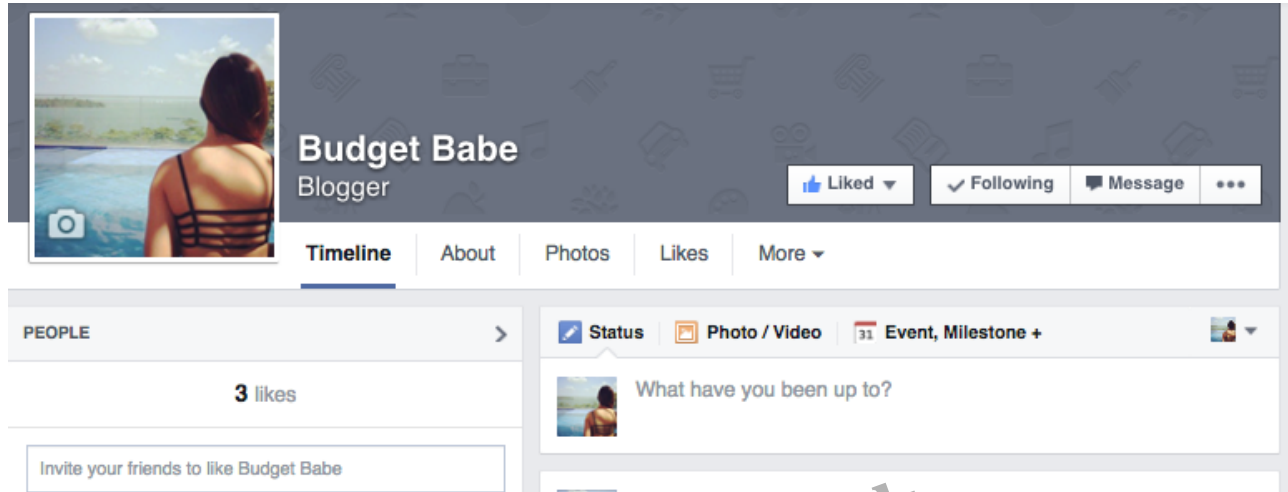 Budget Babe
Blogger
Liked
Following
Message
Timeline
About
Photos
Likes
More
PEOPLE
3 likes
Invite your friends to like Budget Babe
Status
Photo / Video
31
Event, Milestone +
What have you been up to?